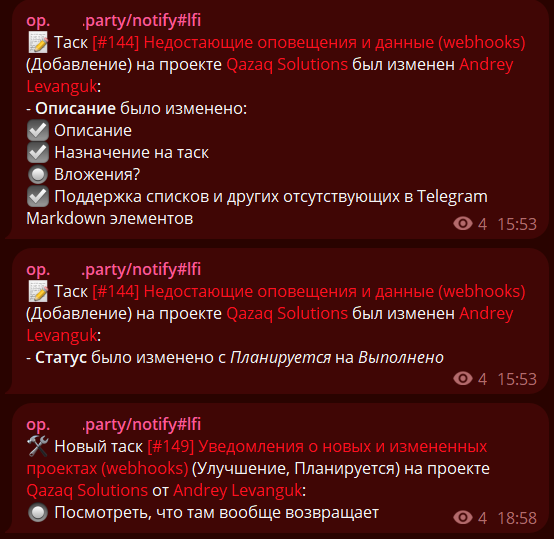 op. .party/notify#lfi
📝 Таск [#144] Недостающие оповещения и данные (webhooks)
(Добавление) на проекте Qazaq Solutions был изменен Andrey
Levanguk:
- Описание было изменено:
✅ Описание
✅ Назначение на таск
🔘 Вложения?
✅ Поддержка списков и других отсутствующих в Telegram
Markdown элементов
4 15:53
op. .party/notify#lfi
📝 Таск [#144] Недостающие оповещения и данные (webhooks)
(Добавление) на проекте Qazaq Solutions был изменен Andrey
Levanguk:
- Статус было изменено с Планируется на Выполнено
4 15:53
op. .party/notify#lfi
🛠 Новый таск [#149] Уведомления о новых и измененных
проектах (webhooks) (Улучшение, Планируется) на проекте
Qazaq Solutions от Andrey Levanguk:
🔘 Посмотреть, что там вообще возвращает
4 18:58